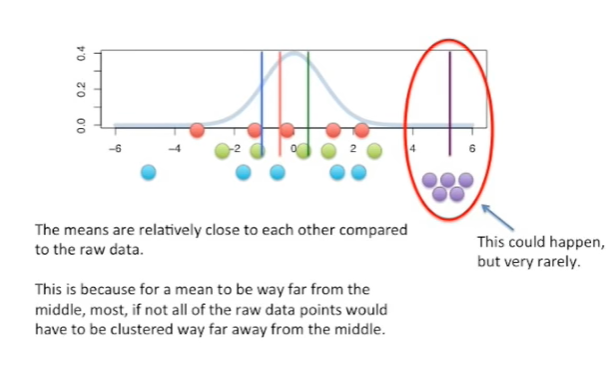 0.4
0.2
0.0
-6 -4 -2 0 2 4 6
The means are relatively close to each other compared
to the raw data.
This could happen,
but very rarely.
This is because for a mean to be way far from the
middle, most, if not all of the raw data points would
have to be clustered way far away from the middle.